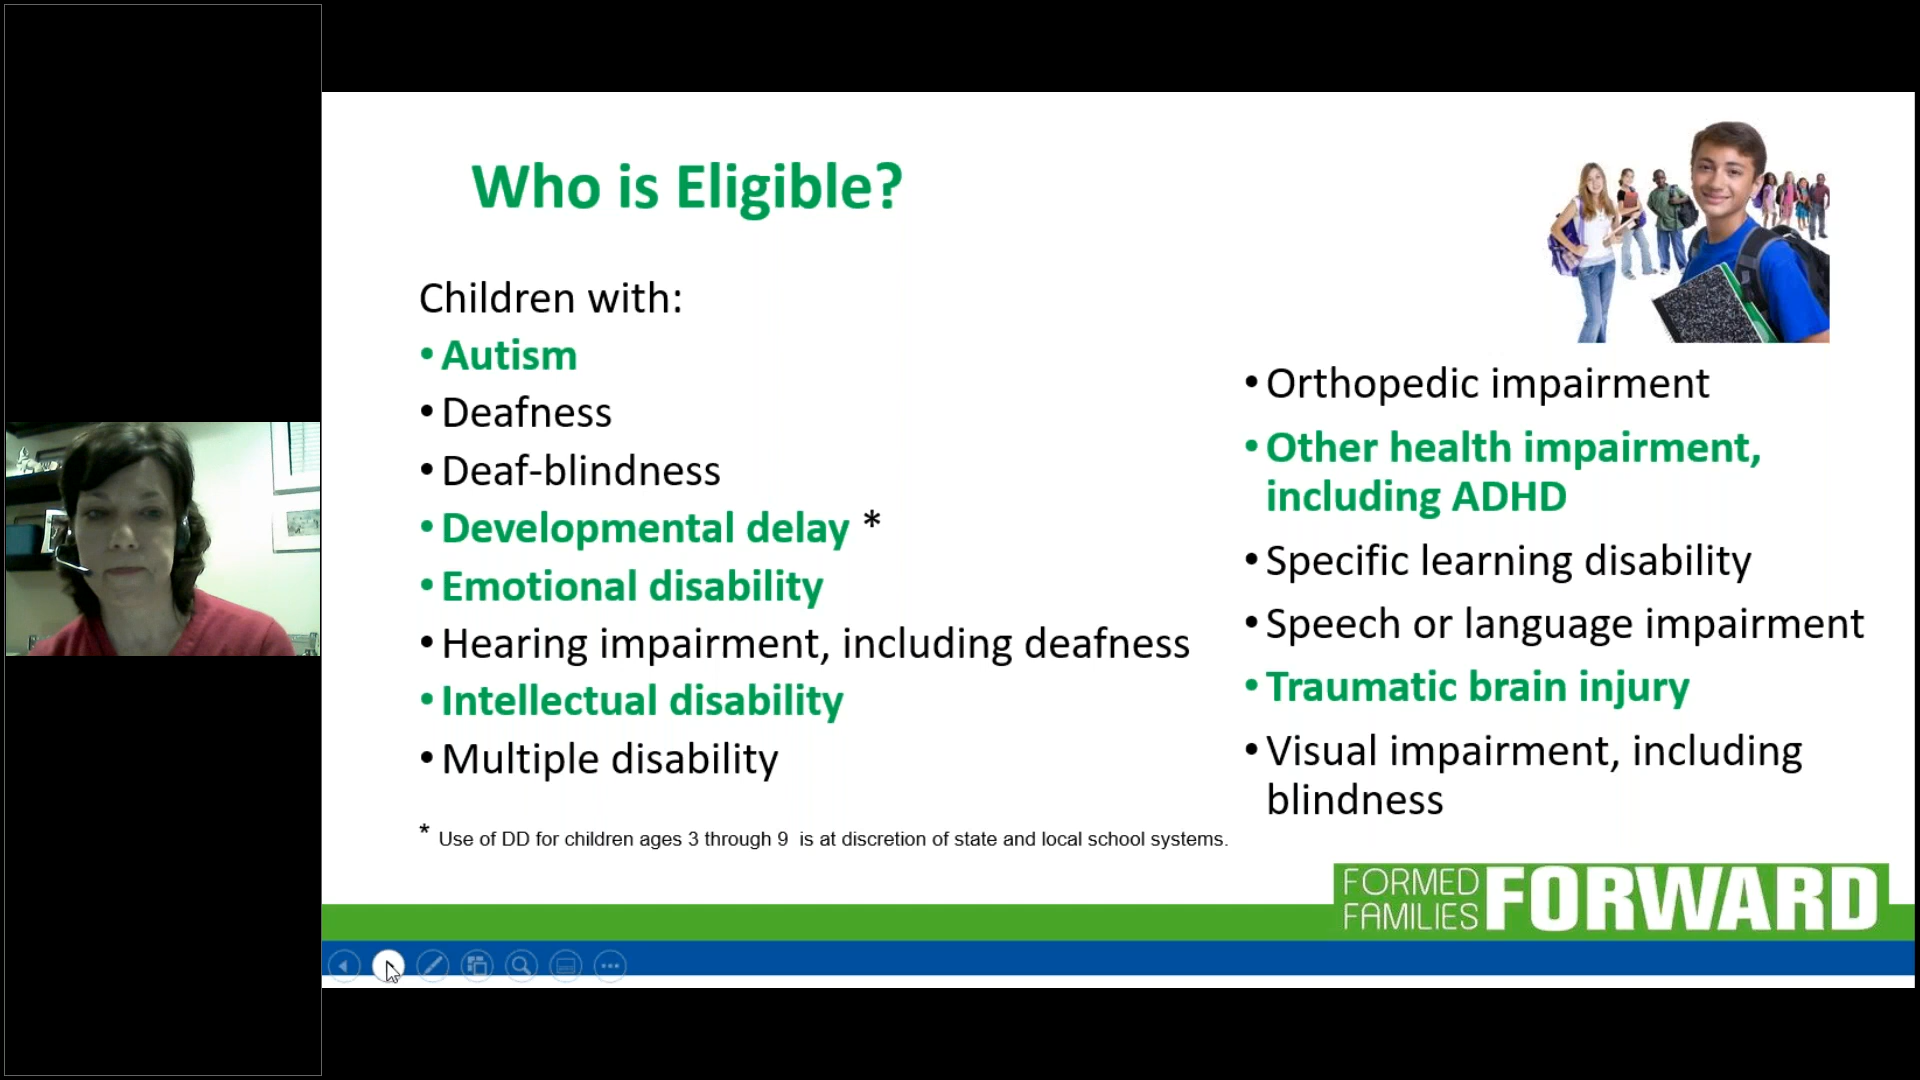 Who is Eligible?
Children with:
• Autism
• Deafness
• Deaf-blindness
• Developmental delay *
• Emotional disability
• Hearing impairment, including deafness
• Intellectual disability
• Multiple disability
* Use of DD for children ages 3 through 9 is at discretion of state and local school systems.
• Orthopedic impairment
• Other health impairment,
including ADHD
• Specific learning disability
• Speech or language impairment
• Traumatic brain injury
• Visual impairment, including
blindness
FORMED
FAMILIES
FORWARD